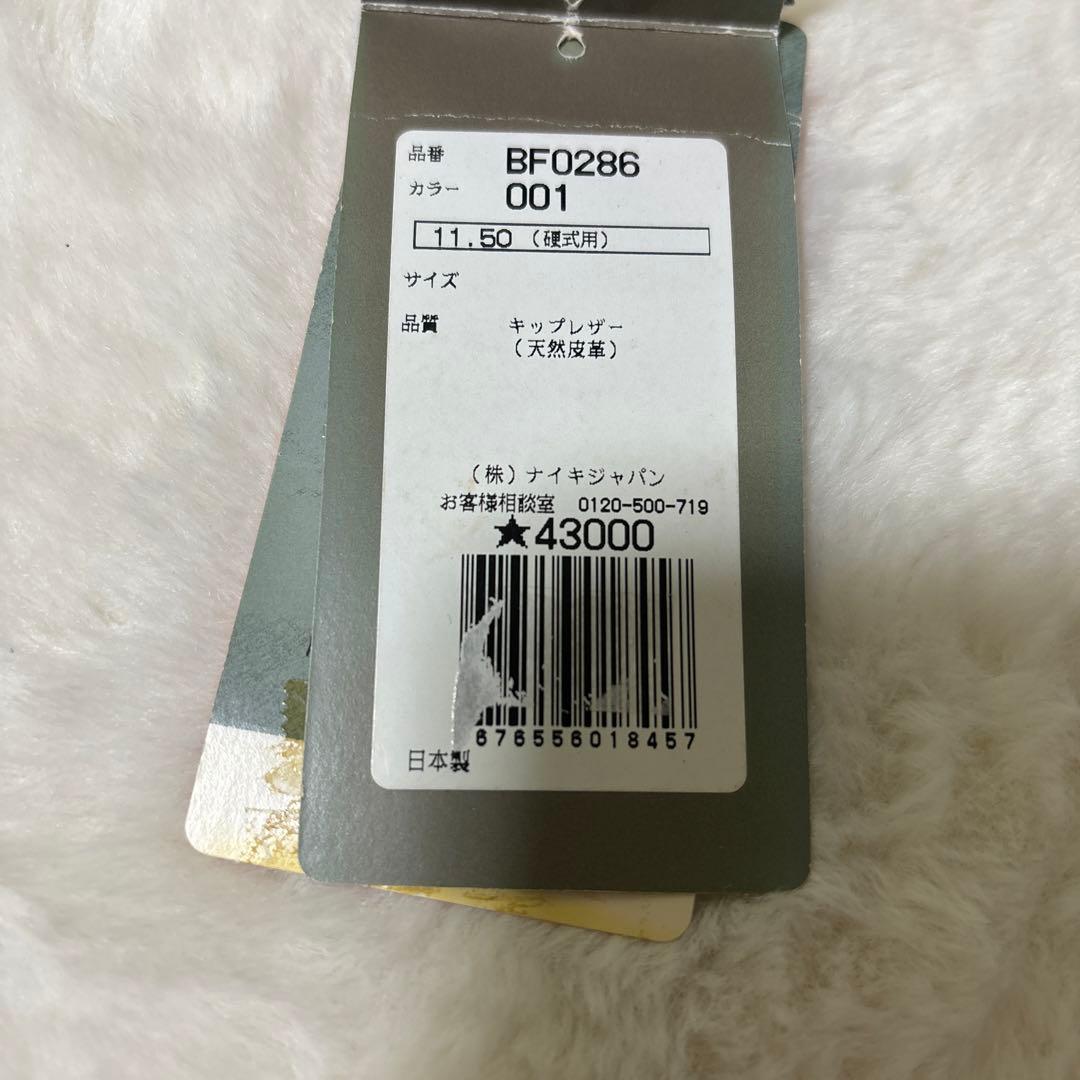 品番 BF0286
カラー 001
11.50 (硬式用)
サイズ
品質 キップレザー
(天然皮革)
(株)ナイキジャパン
お客様相談室 0120-500-719
★43000
676556018457
日本製